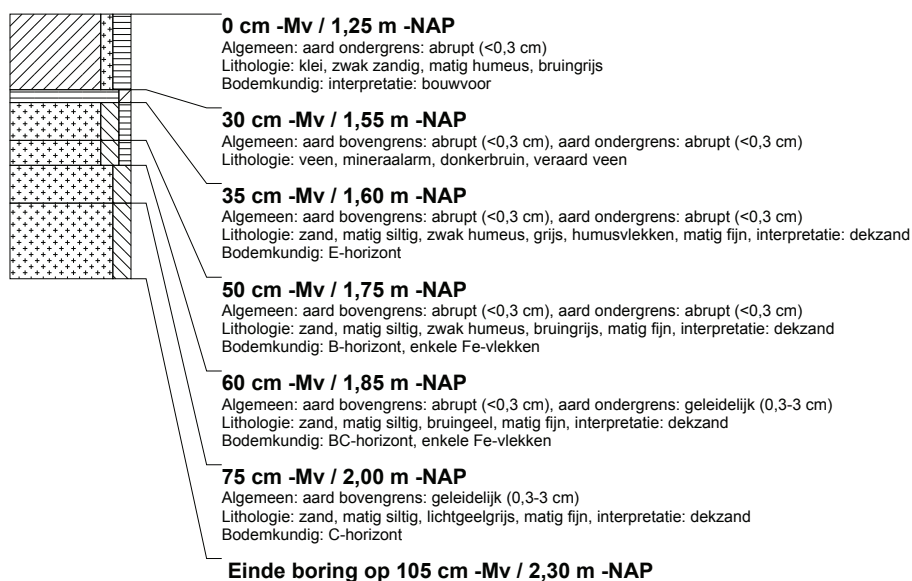 0 cm -Mv / 1,25 m -NAP
Algemeen: aard ondergrens: abrupt (<0,3 cm)
Lithologie: klei, zwak zandig, matig humeus, bruingrijs
Bodemkundig: interpretatie: bouwvoor
30 cm -Mv / 1,55 m -NAP
Algemeen: aard bovengrens: abrupt (<0,3 cm), aard ondergrens: abrupt (<0,3 cm)
Lithologie: veen, mineraalarm, donkerbruin, veraard veen
35 cm -Mv / 1,60 m -NAP
Algemeen: aard bovengrens: abrupt (<0,3 cm), aard ondergrens: abrupt (<0,3 cm)
Lithologie: zand, matig siltig, zwak humeus, grijs, humusvlekken, matig fijn, interpretatie: dekzand
Bodemkundig: E-horizont
50 cm -Mv / 1,75 m -NAP
Algemeen: aard bovengrens: abrupt (<0,3 cm), aard ondergrens: abrupt (<0,3 cm)
Lithologie: zand, matig siltig, zwak humeus, bruingrijs, matig fijn, interpretatie: dekzand
Bodemkundig: B-horizont, enkele Fe-vlekken
60 cm -Mv / 1,85 m -NAP
Algemeen: aard bovengrens: abrupt (<0,3 cm), aard ondergrens: geleidelijk (0,3-3 cm)
Lithologie: zand, matig siltig, bruingeel, matig fijn, interpretatie: dekzand
Bodemkundig: BC-horizont, enkele Fe-vlekken
75 cm -Mv / 2,00 m -NAP
Algemeen: aard bovengrens: geleidelijk (0,3-3 cm)
Lithologie: zand, matig siltig, lichtgeelgrijs, matig fijn, interpretatie: dekzand
Bodemkundig: C-horizont
Einde boring op 105 cm -Mv / 2,30 m -NAP